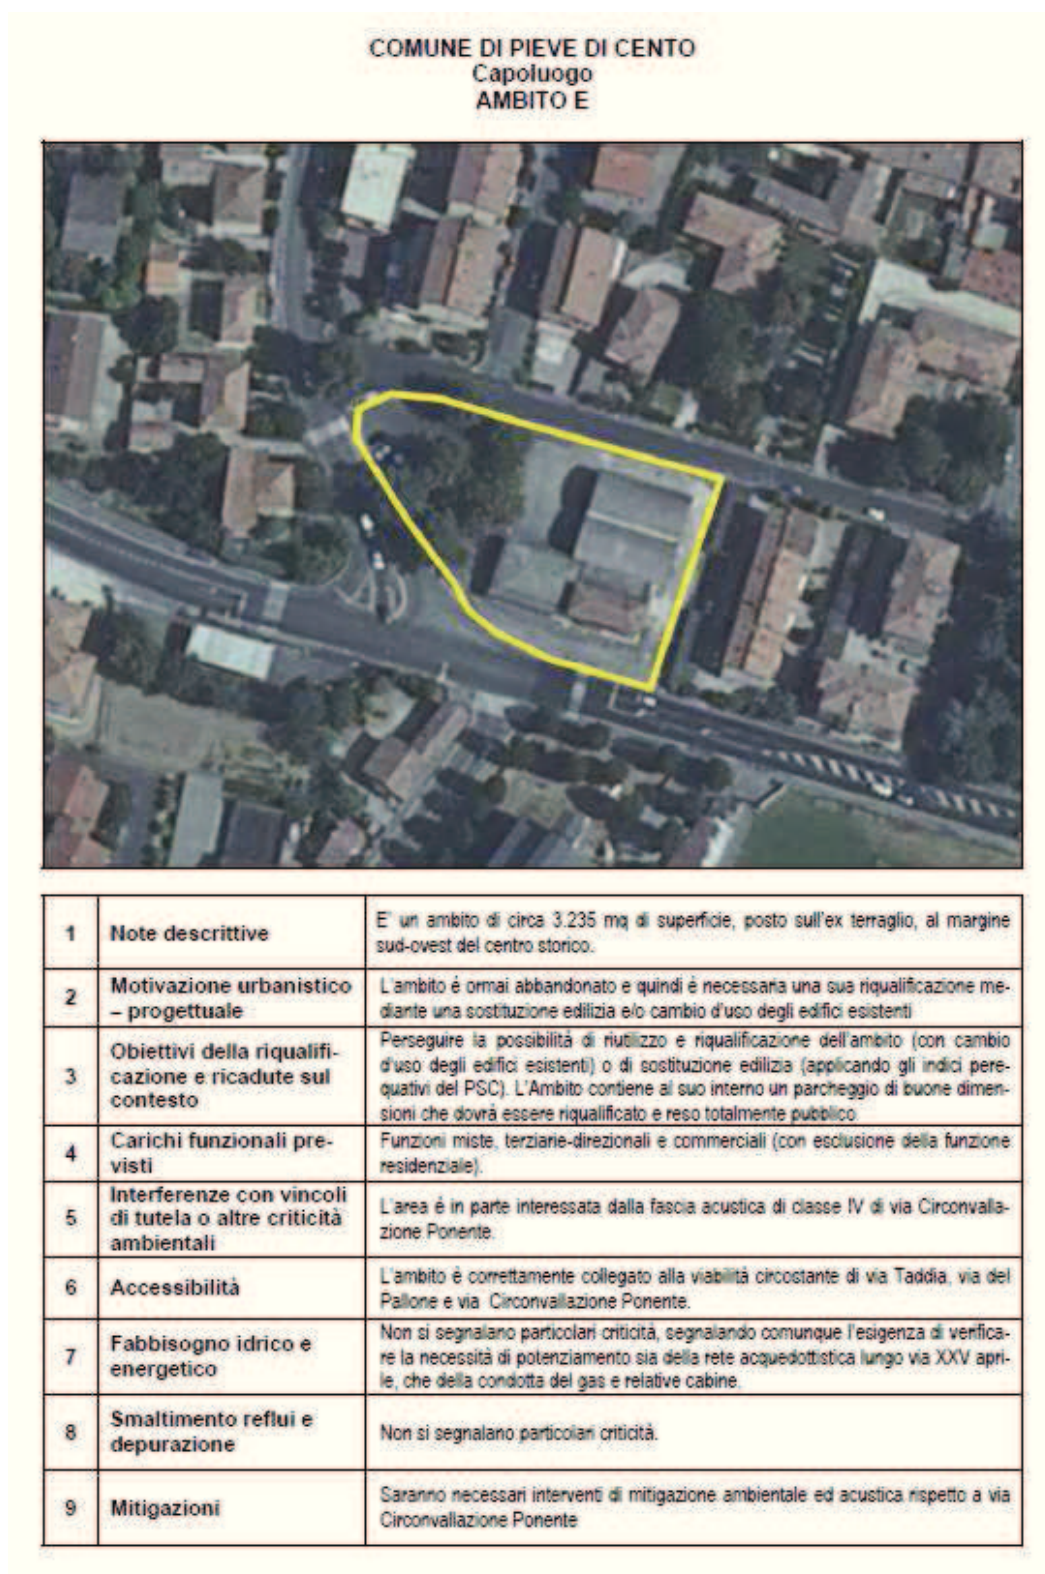 COMUNE DI PIEVE DI CENTO
Capoluogo
AMBITO E
1
Note descrittive
E' un ambito di circa 3.235 mq di superficie, posto sull'ex terraglio, al margine
sud-ovest del centro storico.
2
Motivazione urbanistico
– progettuale
L'ambito é ormai abbandonato e quindi é necessaria una sua riqualificazione me-
diante una sostituzione edilizia e/o cambio d'uso degli edifici esistenti
3
Obiettivi della riqualifi-
cazione e ricadute sul
contesto
Perseguire la possibilità di riutilizzo e riqualificazione dell'ambito (con cambio
d'uso degli edifici esistenti) o di sostituzione edilizia (applicando gli indici pere-
quativi del PSC). L'Ambito contiene al suo interno un parcheggio di buone dimen-
sioni che dovrà essere riqualificato e reso totalmente pubblico
4
Carichi funzionali pre-
visti
Funzioni miste, terziarie-direzionali e commerciali (con esclusione della funzione
residenziale).
5
Interferenze con vincoli
di tutela o altre criticità
ambientali
L'area é in parte interessata dalla fascia acustica di classe IV di via Circonvalla-
zione Ponente.
6
Accessibilità
L'ambito è correttamente collegato alla viabilità circostante di via Taddia, via del
Pallone e via Circonvallazione Ponente.
7
Fabbisogno idrico e
energetico
Non si segnalano particolari criticità, segnalando comunque l'esigenza di verifica-
re la necessità di potenziamento sia della rete acquedottistica lungo via XXV apri-
le, che della condotta del gas e relative cabine.
8
Smaltimento reflui e
depurazione
Non si segnalano particolari criticità.
9
Mitigazioni
Saranno necessari interventi di mitigazione ambientale ed acustica rispetto a via
Circonvallazione Ponente